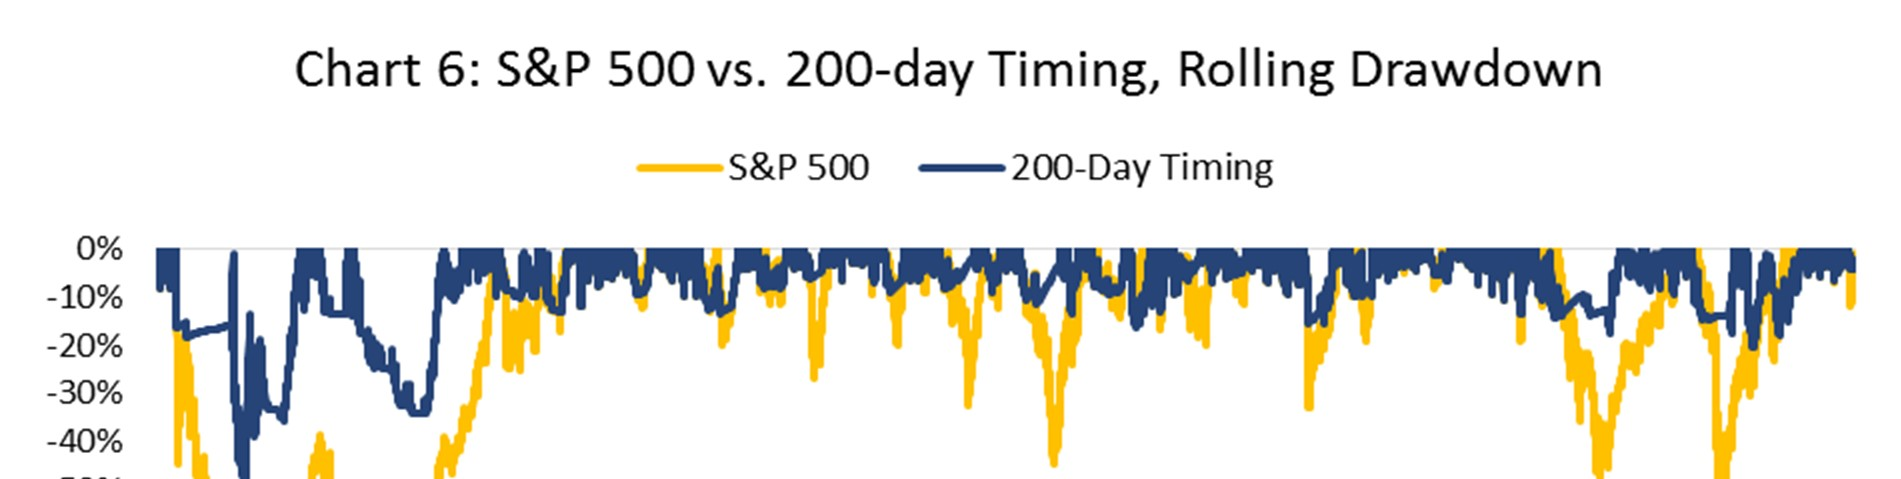 Chart 6: S&P 500 vs. 200-day Timing, Rolling Drawdown
S&P 500 200-Day Timing
0%
-10%
-20%
-30%
-40%